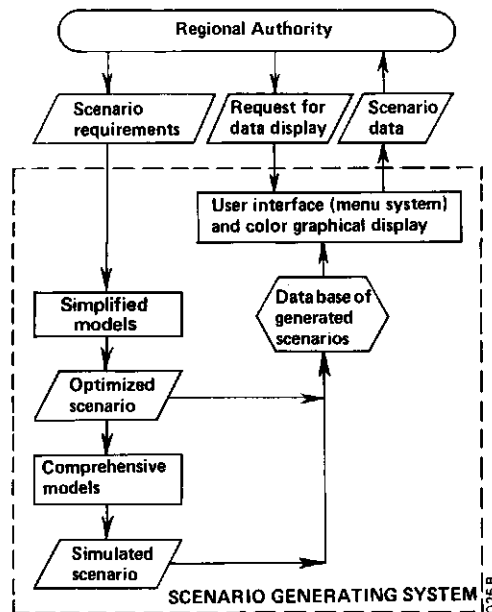 Regional Authority
Scenario
requirements
Request for
data display
Scenario
data
User interface (menu system)
and color graphical display
Simplified
models
Data base of
generated
scenarios
Optimized
scenario
Comprehensive
models
Simulated
scenario
SCENARIO GENERATING SYSTEM